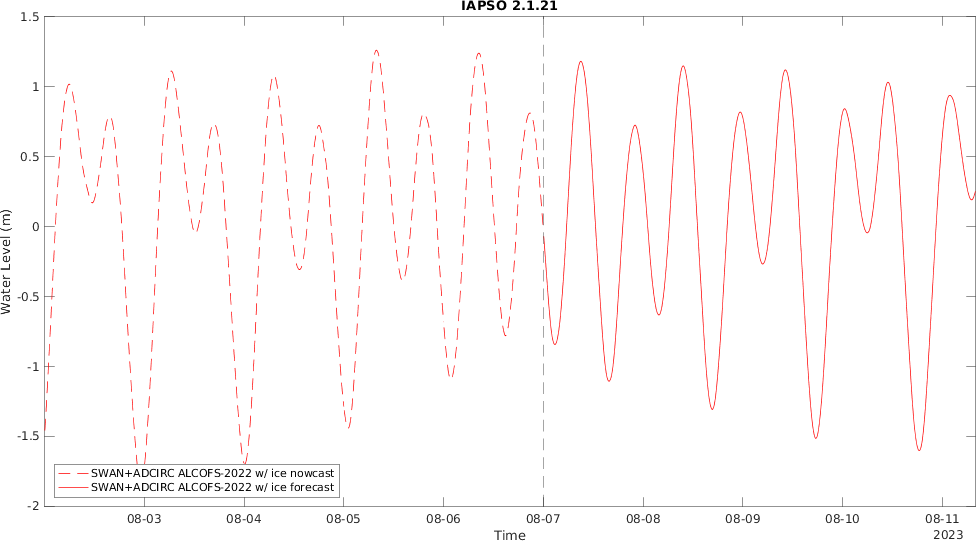 IAPSO 2.1.21
1.5
1
0.5
0
-0.5
-1
-1.5
-2
Water Level (m)
SWAN+ADCIRC ALCOFS-2022 w/ ice nowcast
SWAN+ADCIRC ALCOFS-2022 w/ ice forecast
08-03 08-04 08-05 08-06 08-07 08-08 08-09 08-10 08-11
Time
2023